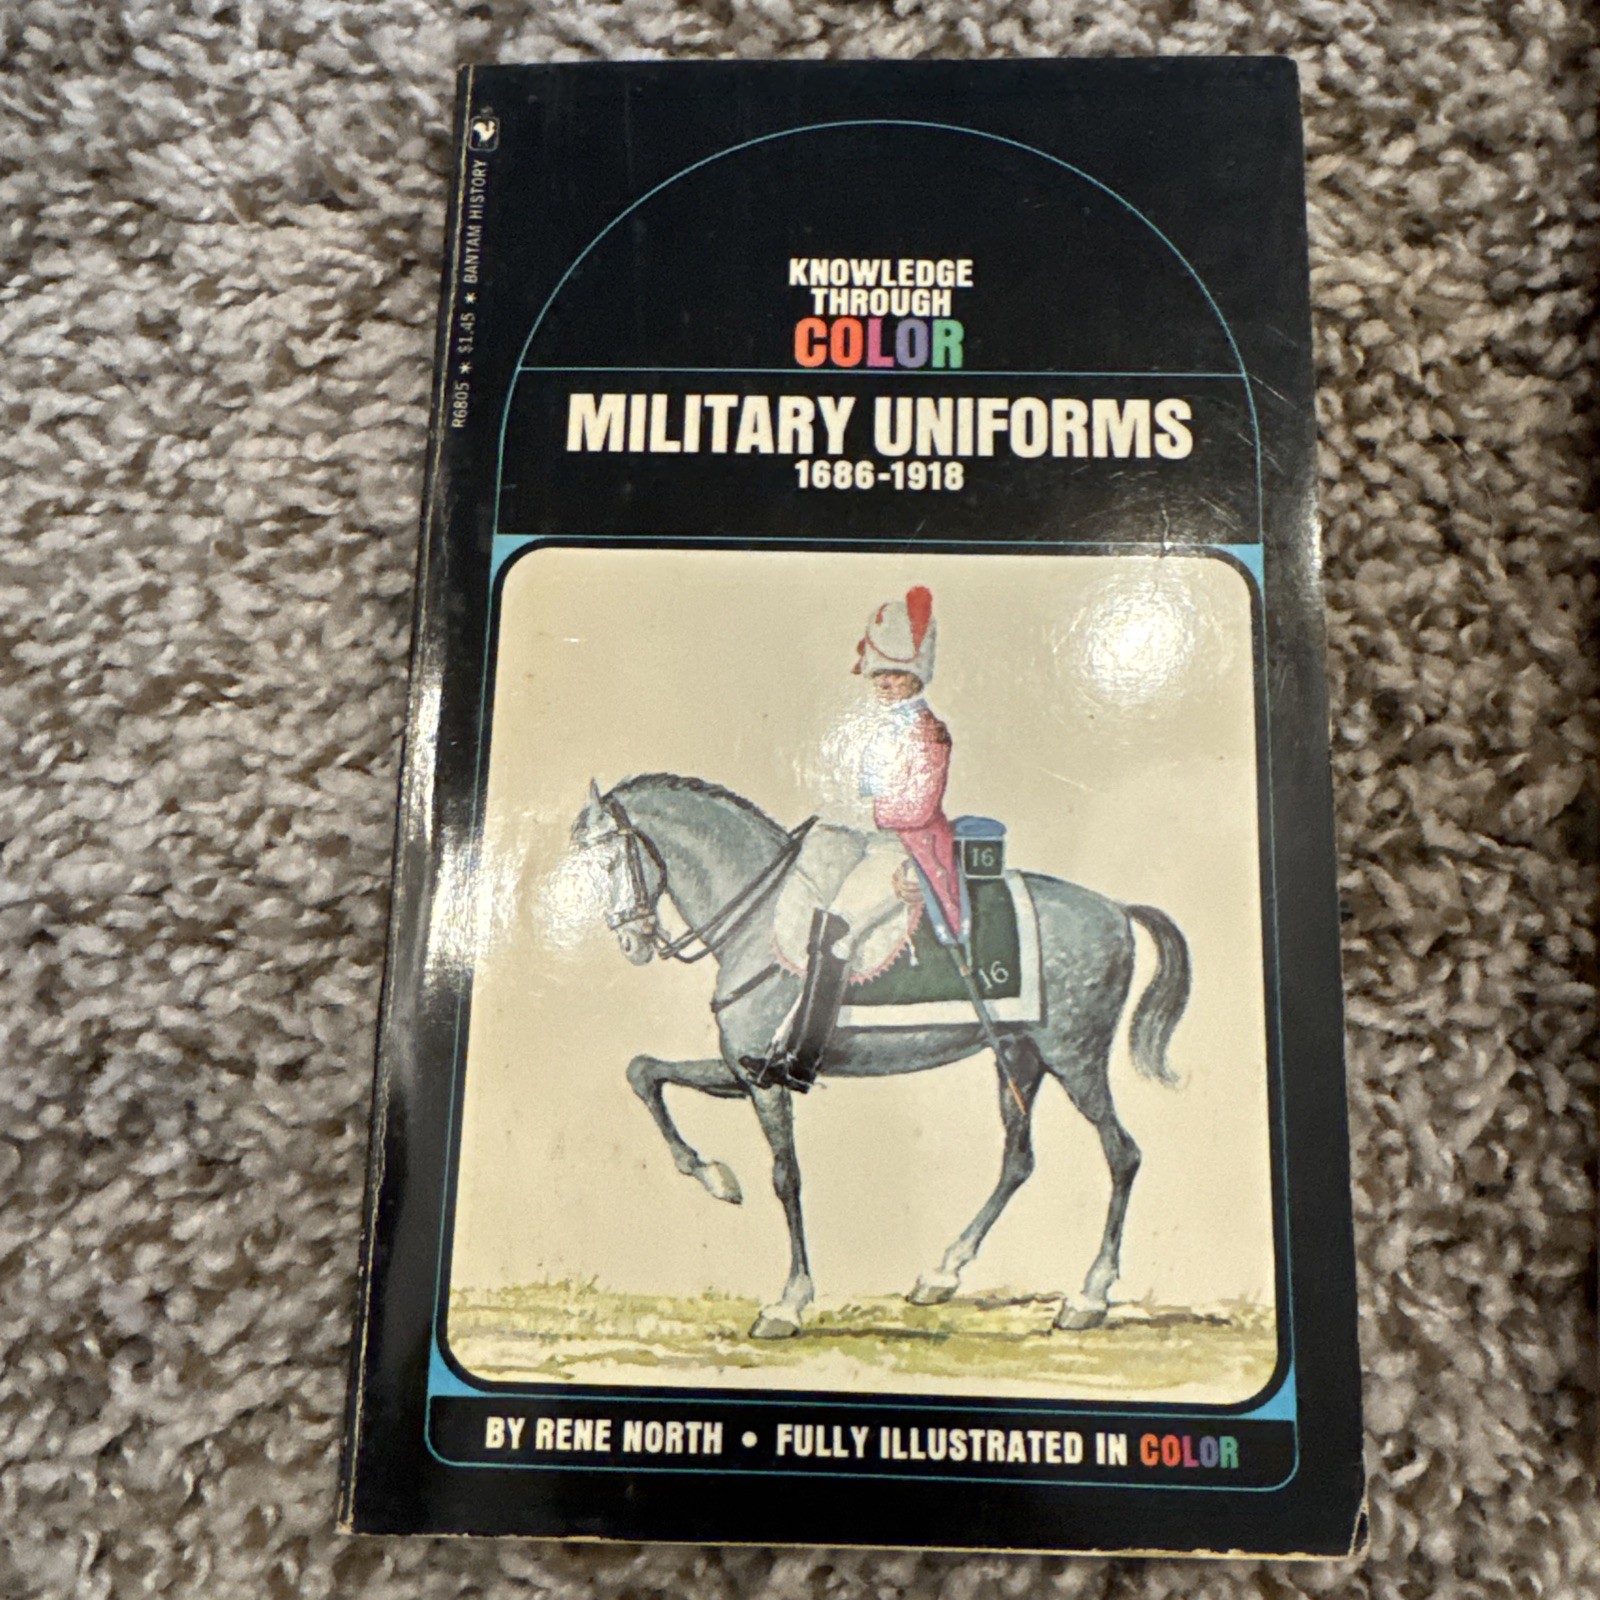 R6805 * $1.45 * BANTAM HISTORY
KNOWLEDGE
THROUGH
COLOR
MILITARY UNIFORMS
1686-1918
16
16
BY RENE NORTH • FULLY ILLUSTRATED IN COLOR